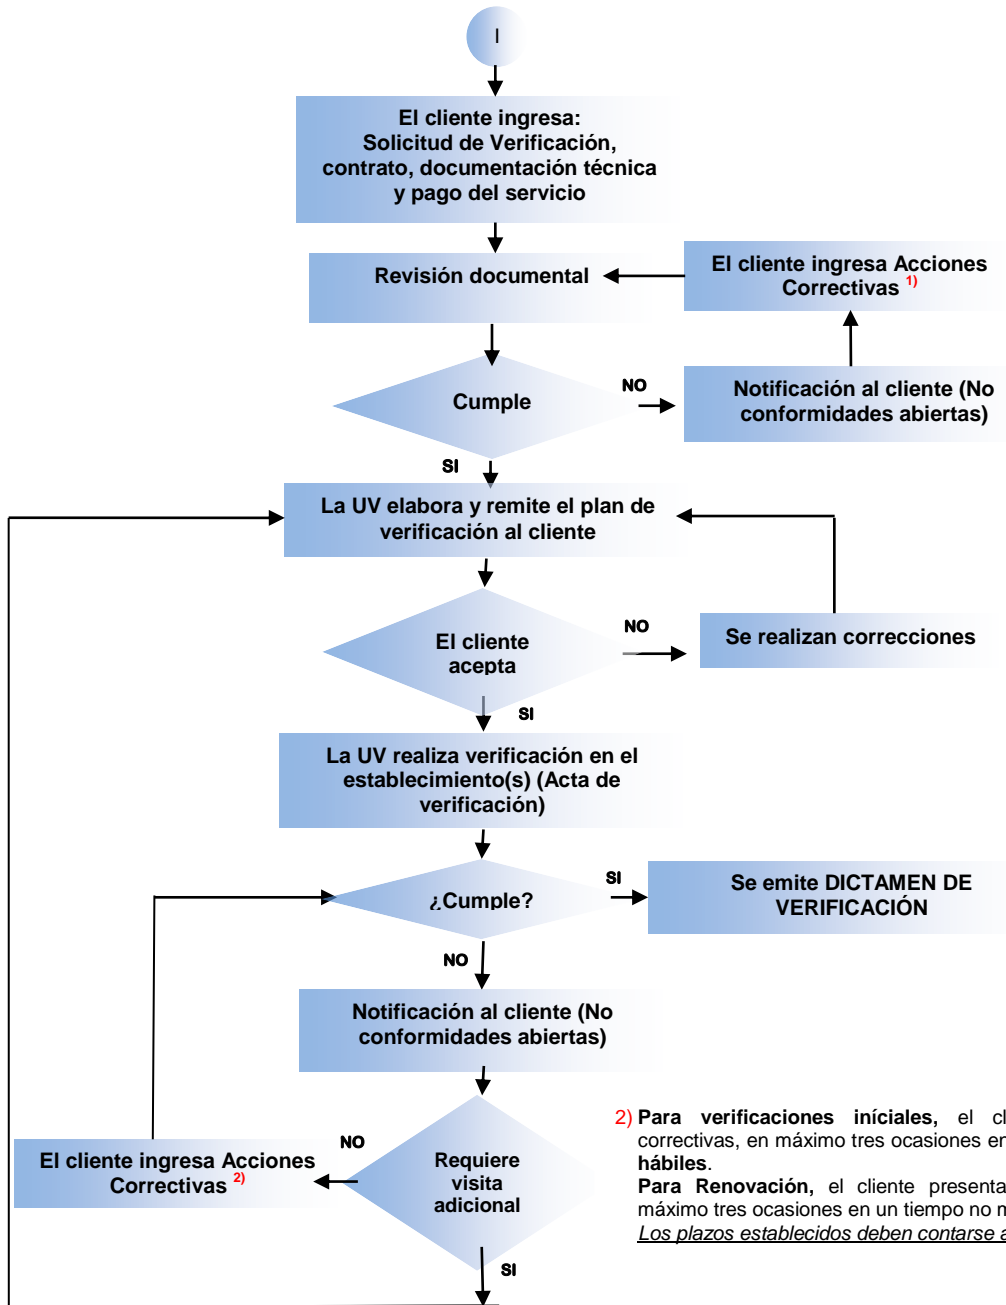 I
El cliente ingresa:
Solicitud de Verificación,
contrato, documentación técnica
y pago del servicio
Revisión documental
El cliente ingresa Acciones
Correctivas 1)
Cumple
NO
Notificación al cliente (No
conformidades abiertas)
SI
La UV elabora y remite el plan de
verificación al cliente
El cliente
acepta
NO
Se realizan correcciones
SI
La UV realiza verificación en el
establecimiento(s) (Acta de
verificación)
¿Cumple?
SI
Se emite DICTAMEN DE
VERIFICACIÓN
NO
Notificación al cliente (No
conformidades abiertas)
Requiere
visita
adicional
NO
El cliente ingresa Acciones
Correctivas 2)
SI
2) Para verificaciones iníciales, el
correctivas, en máximo tres ocasiones en
hábiles.
Para Renovación, el cliente presenta
máximo tres ocasiones en un tiempo no
Los plazos establecidos deben contarse